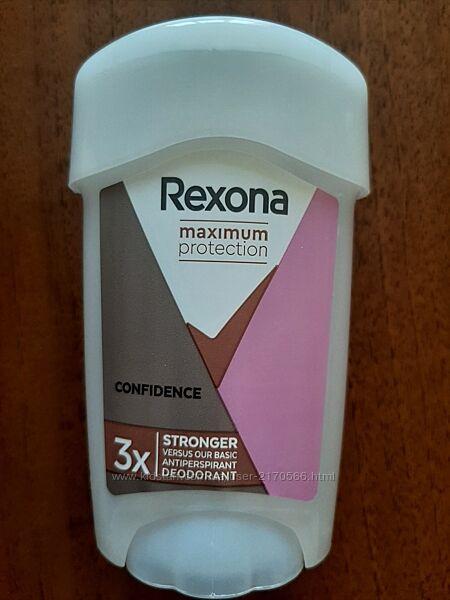 Rexona
maximum
protection
CONFIDENCE
3x
STRONGER
VERSUS OUR BASIC
ANTIPERSPIRANT
DEODORANT